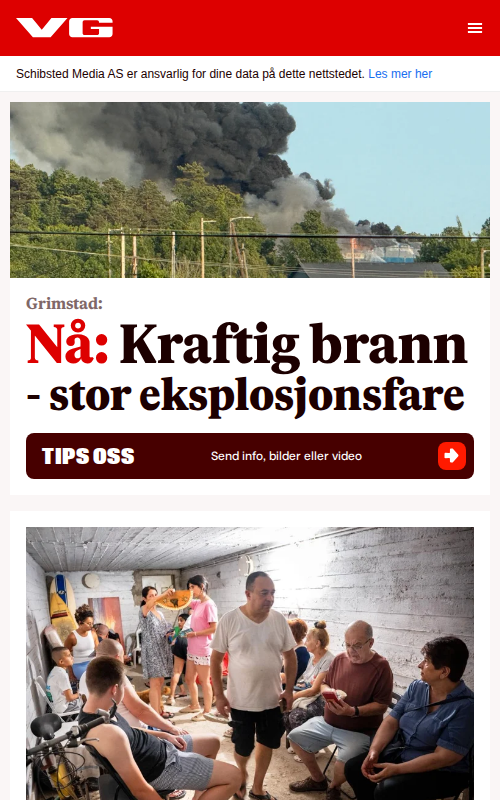 VG
Schibsted Media AS er ansvarlig for dine data på dette nettstedet. Les mer her
Grimstad:
Nå: Kraftig brann
- stor eksplosjonsfare
TIPS OSS
Send info, bilder eller video